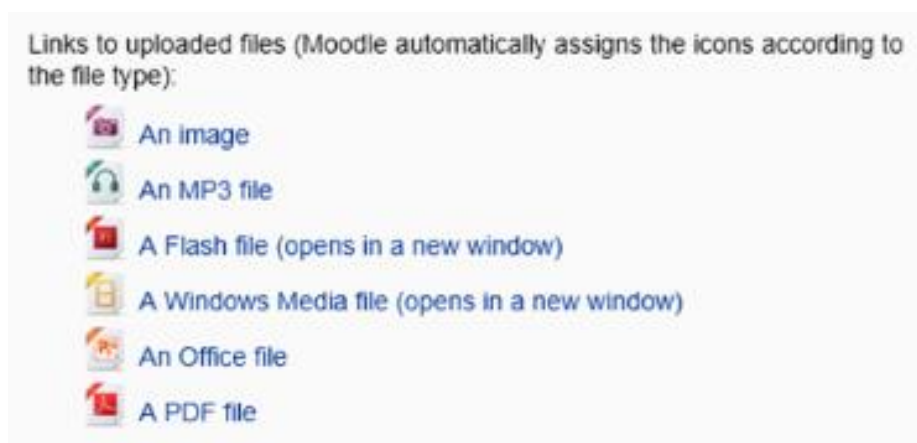 Links to uploaded files (Moodle automatically assigns the icons according to
the file type):
An image
An MP3 file
A Flash file (opens in a new window)
A Windows Media file (opens in a new window)
An Office file
A PDF file